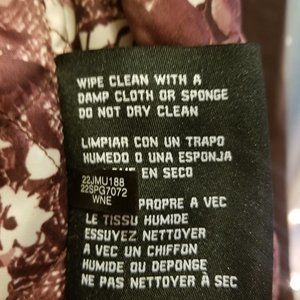 WIPE CLEAN WITH A
DAMP CLOTH OR SPONGE
DO NOT DRY CLEAN
LIMPIAR CON UN TRAPO
HUMEDO O UNA ESPONJA
EN SECO
22JMU188
22SPG7072
WNE
PROPRE A VEC
LE TISSU HUMIDE
ESSUYEZ NETTOYER
A VEC UN CHIFFON
HUMIDE OU DEPONGE
NE PAS NETTOYER À SEC